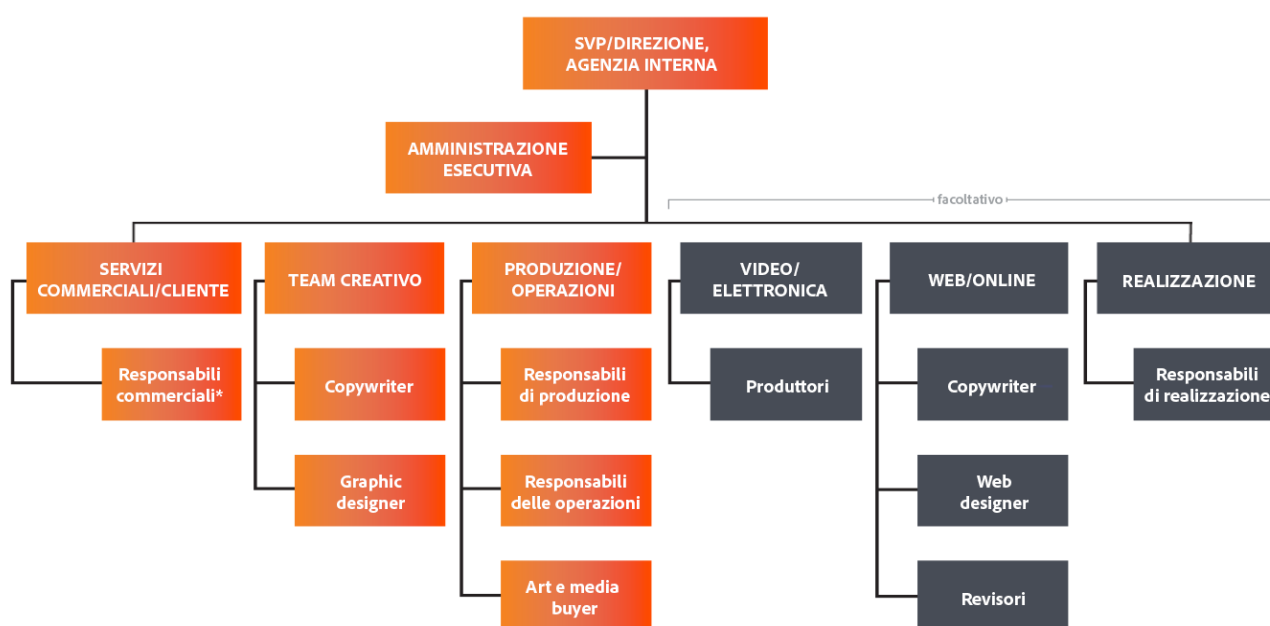 SVP/DIREZIONE,
AGENZIA INTERNA
AMMINISTRAZIONE
ESECUTIVA
facoltativo
SERVIZI
COMMERCIALI/CLIENTE
TEAM CREATIVO
PRODUZIONE/
OPERAZIONI
VIDEO/
ELETTRONICA
WEB/ONLINE
REALIZZAZIONE
Responsabili
commerciali*
Copywriter
Responsabili
di produzione
Produttori
Copywriter
Responsabili
di realizzazione
Graphic
designer
Responsabili
delle operazioni
Web
designer
Art e media
buyer
Revisori